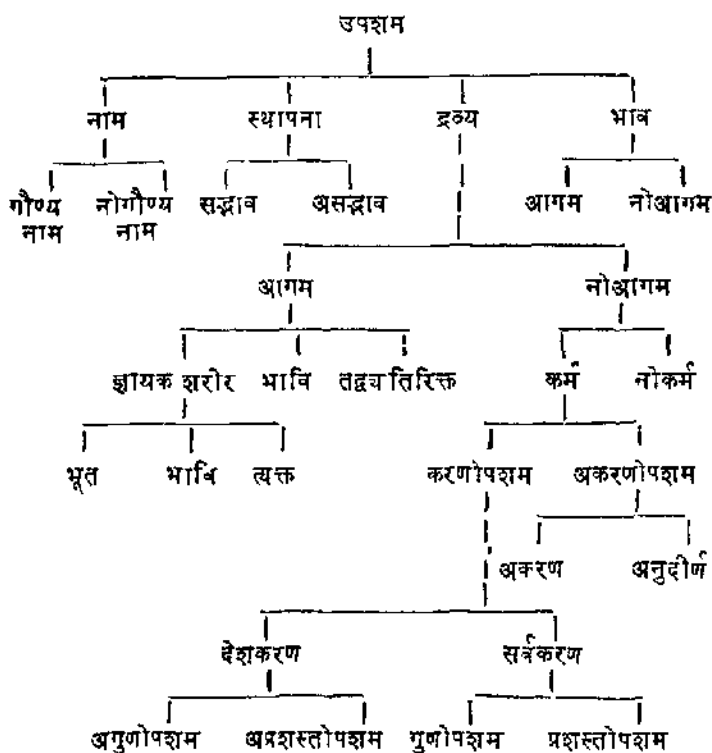 उपशम
नाम स्थापना द्रव्य भाव
गौण्य नोगौण्य सद्भाव असद्भाव आगम नोआगम
नाम नाम
आगम नोआगम
ज्ञायक शरीर भावि तद्वयतिरिक्त कर्म नोकर्म
भूत भावि त्यक्त करणोपशम अकरणोपशम
अकरण अनुदीर्ण
देशकरण सर्वकरण
अगुणोपशम अप्रशस्तोपशम गुणोपशम प्रशस्तोपशम